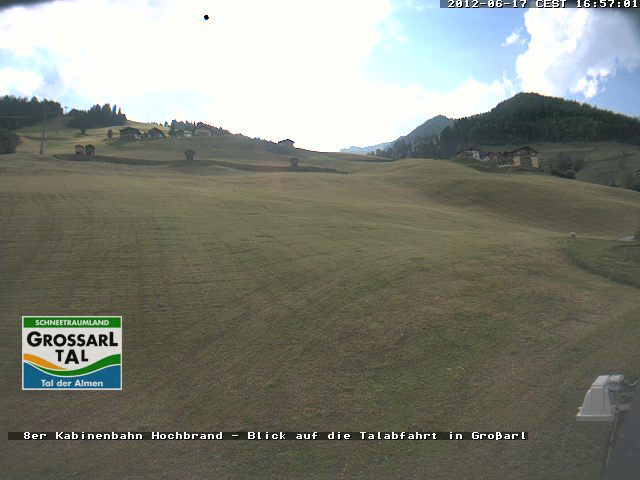 2012-06-17 CEST 16:57:01
SCHNEETRAUMLAND
GROSSARL
TAL
Tal der Almen
8er Kabinenbahn Hochbrand - Blick auf die Talabfahrt in Großarl